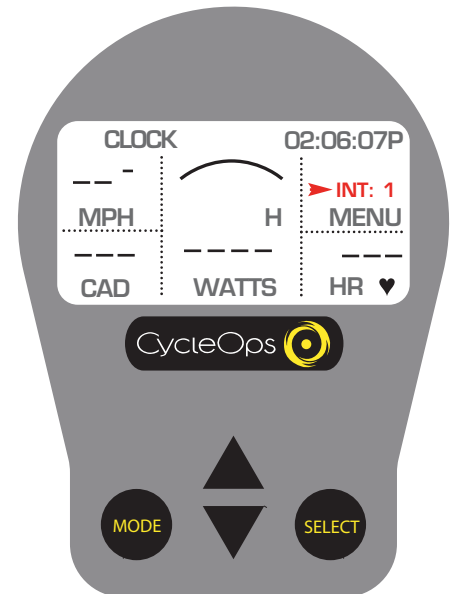 CLOCK 02:06:07P
-- -
INT: 1
MPH H MENU
--- ---- ---
CAD WATTS HR ♥
CycleOps
MODE SELECT